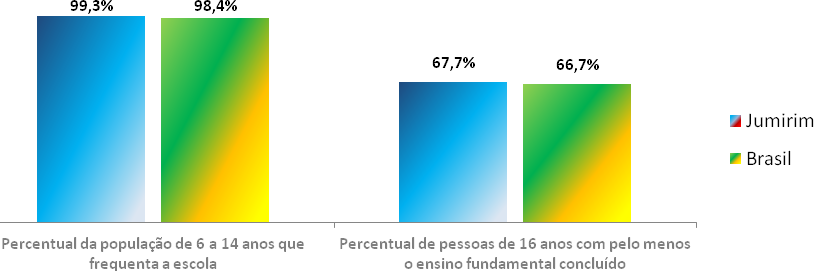 99,3%
98,4%
67,7%
66,7%
Jumirim
Brasil
Percentual da população de 6 a 14 anos que
frequenta a escola
Percentual de pessoas de 16 anos com pelo menos
o ensino fundamental concluído